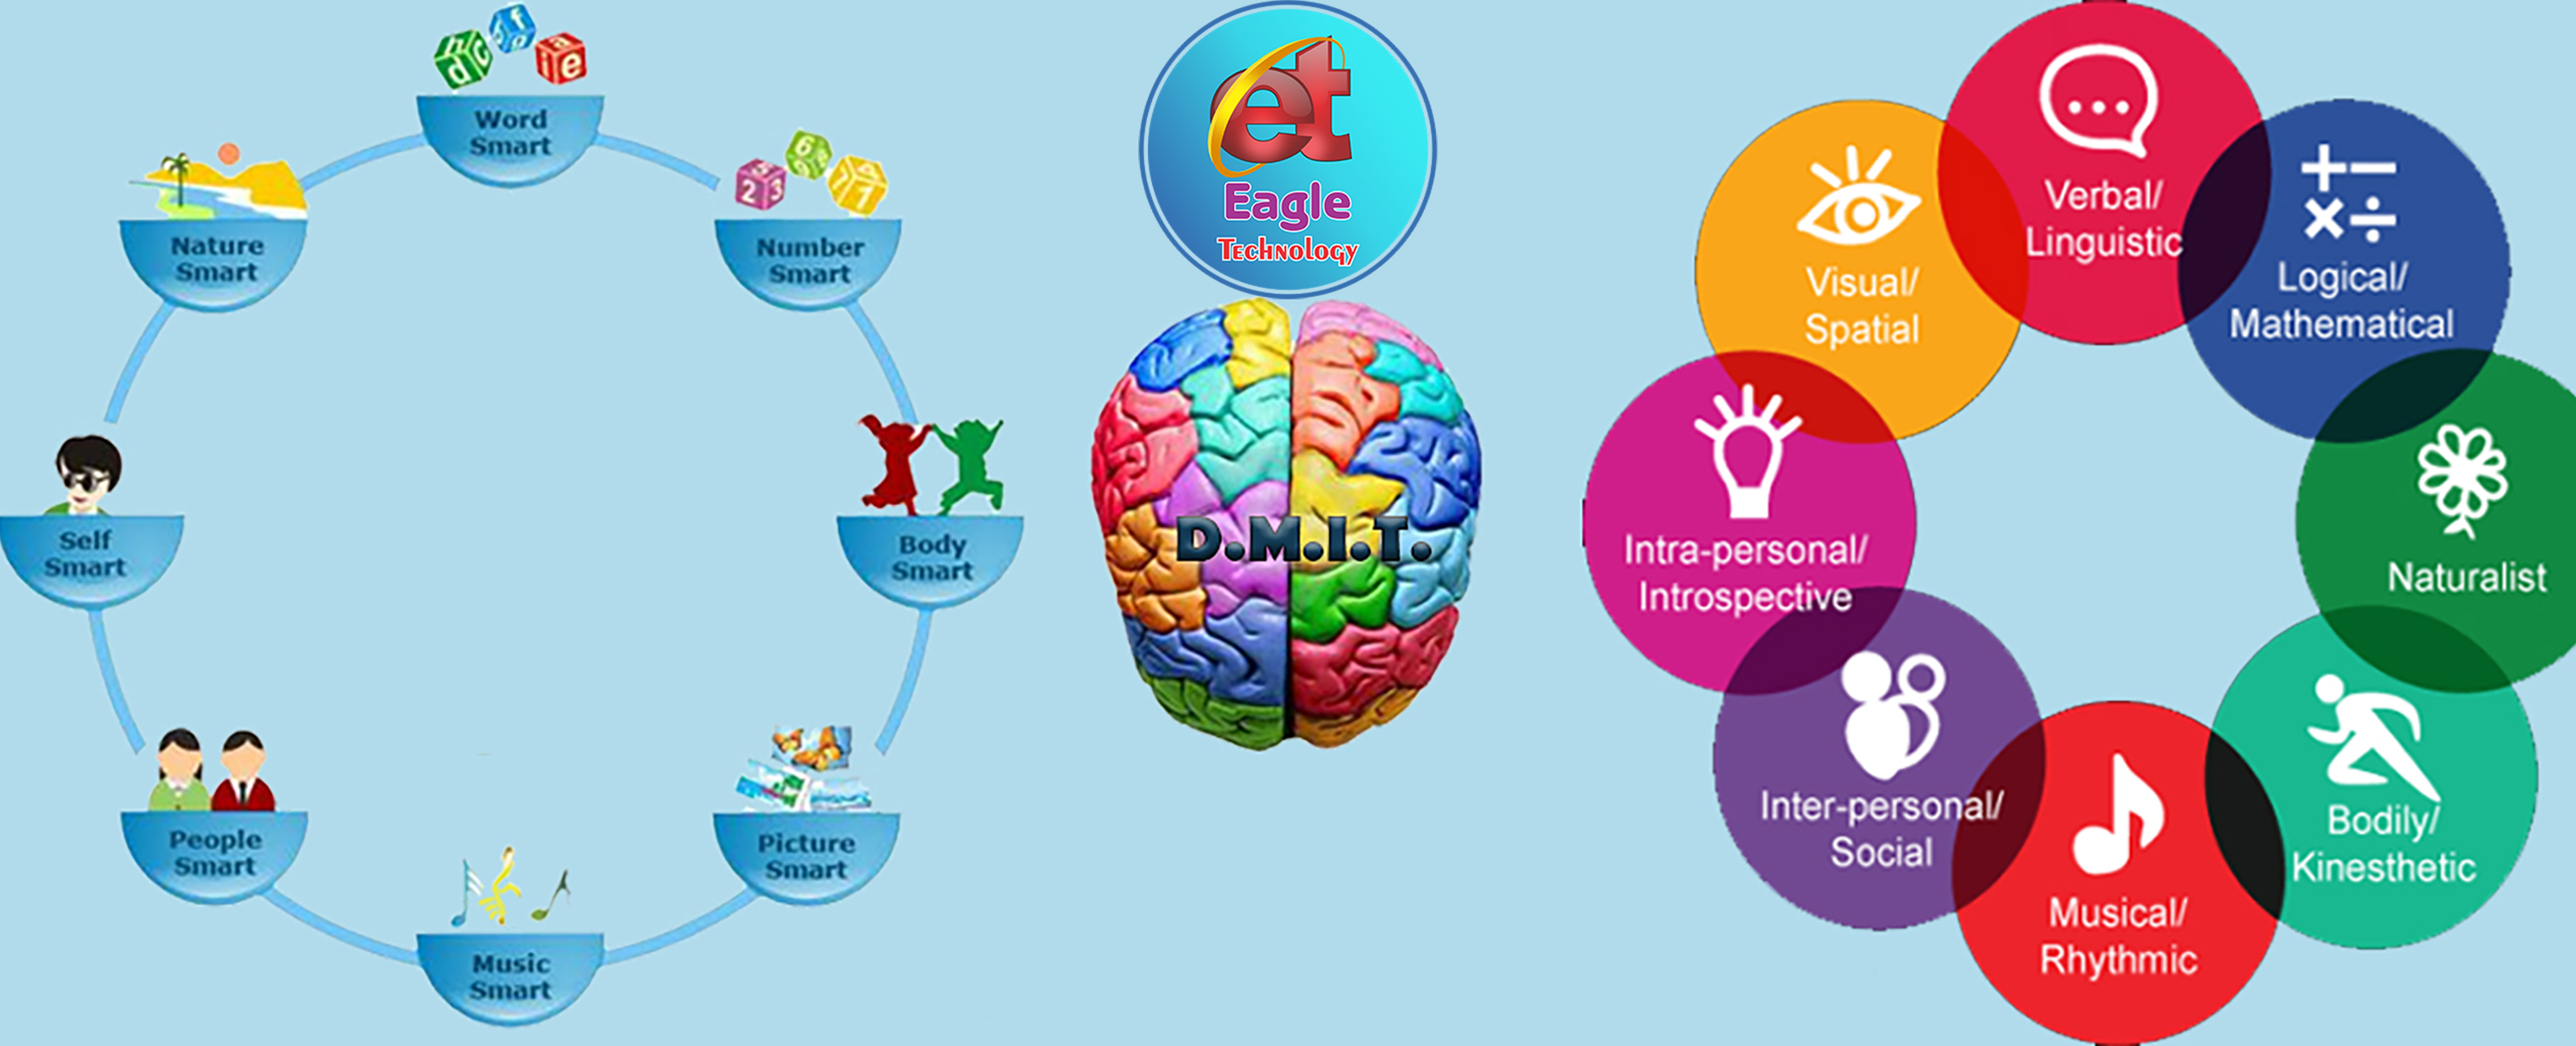 Word
Smart
Number
Smart
Body
Smart
Picture
Smart
Music
Smart
People
Smart
Self
Smart
Nature
Smart
et
Eagle
Technology
D.M.I.T.
Verbal/
Linguistic
Logical/
Mathematical
Naturalist
Bodily/
Kinesthetic
Musical/
Rhythmic
Inter-personal/
Social
Intra-personal/
Introspective
Visual/
Spatial